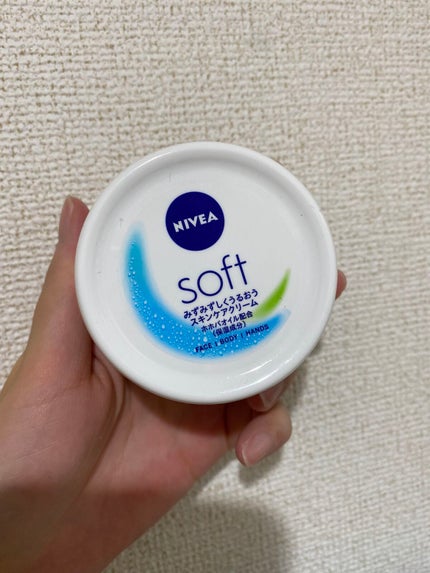 NIVEA
soft
みずみずしくうるおう
スキンケアクリーム
ホホバオイル配合
(保湿成分)
FACE | BODY | HANDS